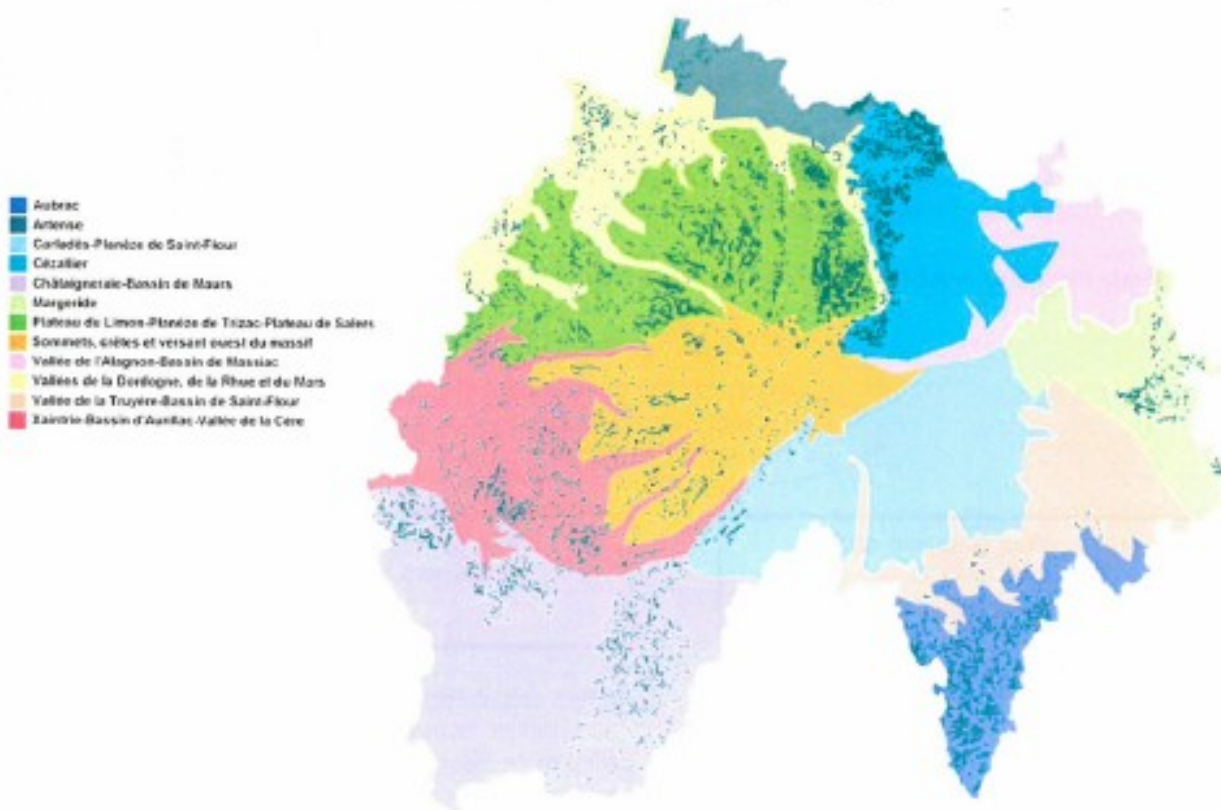 Aubrac
Artense
Carladès-Planèze de Saint-Flour
Cézallier
Châtaigneraie-Bassin de Maurs
Margeride
Plateau du Limon-Planèze de Trizac-Plateau de Salers
Sommets, crêtes et versant ouest du massif
Vallée de l'Alagnon-Bassin de Massiac
Vallées de la Dordogne, de la Rhue et du Mars
Vallée de la Truyère-Bassin de Saint-Flour
Xaintrie-Bassin d'Aurillac-Vallée de la Cère